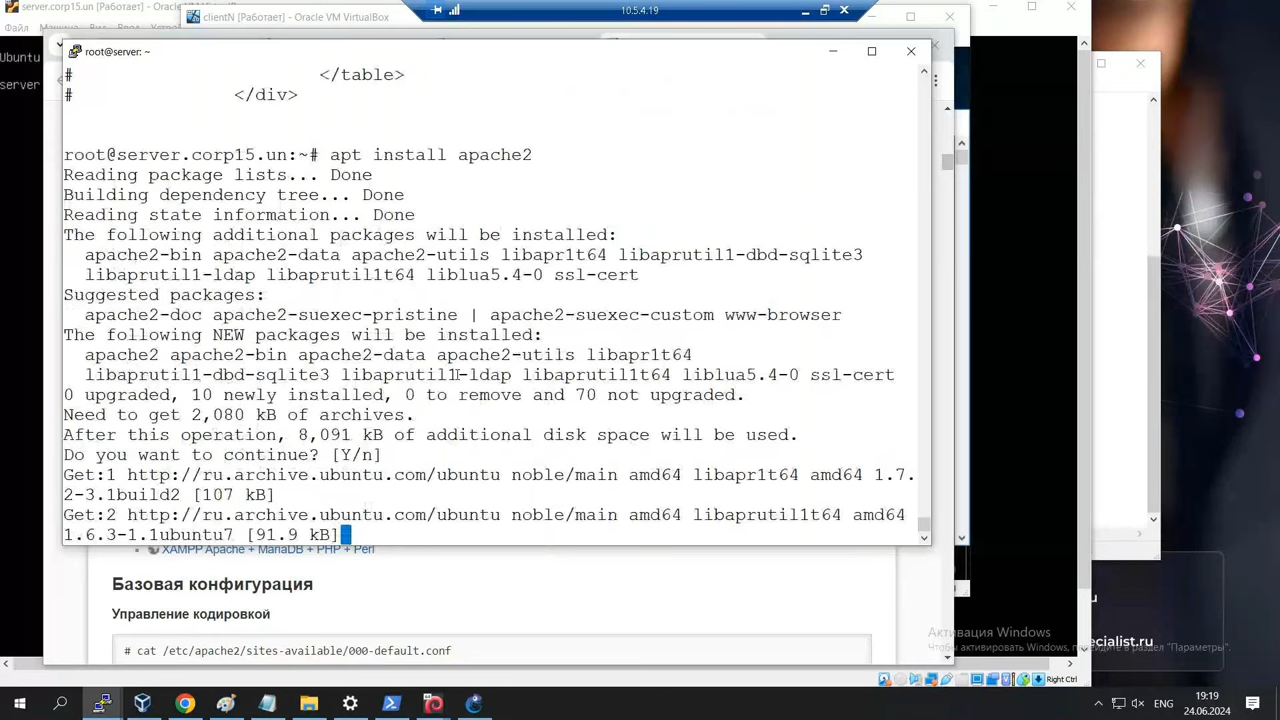 server.corp15.un [Работает] - Or
clientN [Работает] - Oracle VM VirtualBox
10.5.4.19
Файл
Машина
Вид
Ubuntu
server
root@server: ~
#                        </table>
#                </div>
root@server.corp15.un:~# apt install apache2
Reading package lists... Done
Building dependency tree... Done
Reading state information... Done
The following additional packages will be installed:
  apache2-bin apache2-data apache2-utils libapr1t64 libaprutil1-dbd-sqlite3
  libaprutil1-ldap libaprutil1t64 liblua5.4-0 ssl-cert
Suggested packages:
  apache2-doc apache2-suexec-pristine | apache2-suexec-custom www-browser
The following NEW packages will be installed:
  apache2 apache2-bin apache2-data apache2-utils libapr1t64
  libaprutil1-dbd-sqlite3 libaprutil1-ldap libaprutil1t64 liblua5.4-0 ssl-cert
0 upgraded, 10 newly installed, 0 to remove and 70 not upgraded.
Need to get 2,080 kB of archives.
After this operation, 8,091 kB of additional disk space will be used.
Do you want to continue? [Y/n]
Get:1 http://ru.archive.ubuntu.com/ubuntu noble/main amd64 libapr1t64 amd64 1.7.
2-3.1build2 [107 kB]
Get:2 http://ru.archive.ubuntu.com/ubuntu noble/main amd64 libaprutil1t64 amd64
1.6.3-1.1ubuntu7 [91.9 kB]
XAMPP Apache + MariaDB + PHP + Perl
Базовая конфигурация
Управление кодировкой
# cat /etc/apache2/sites-available/000-default.conf
Активация Windows
Чтобы активировать Windows, перейдите в раздел "Параметры".
ecialist.ru
Right Ctrl
ENG
19:19
24.06.2024